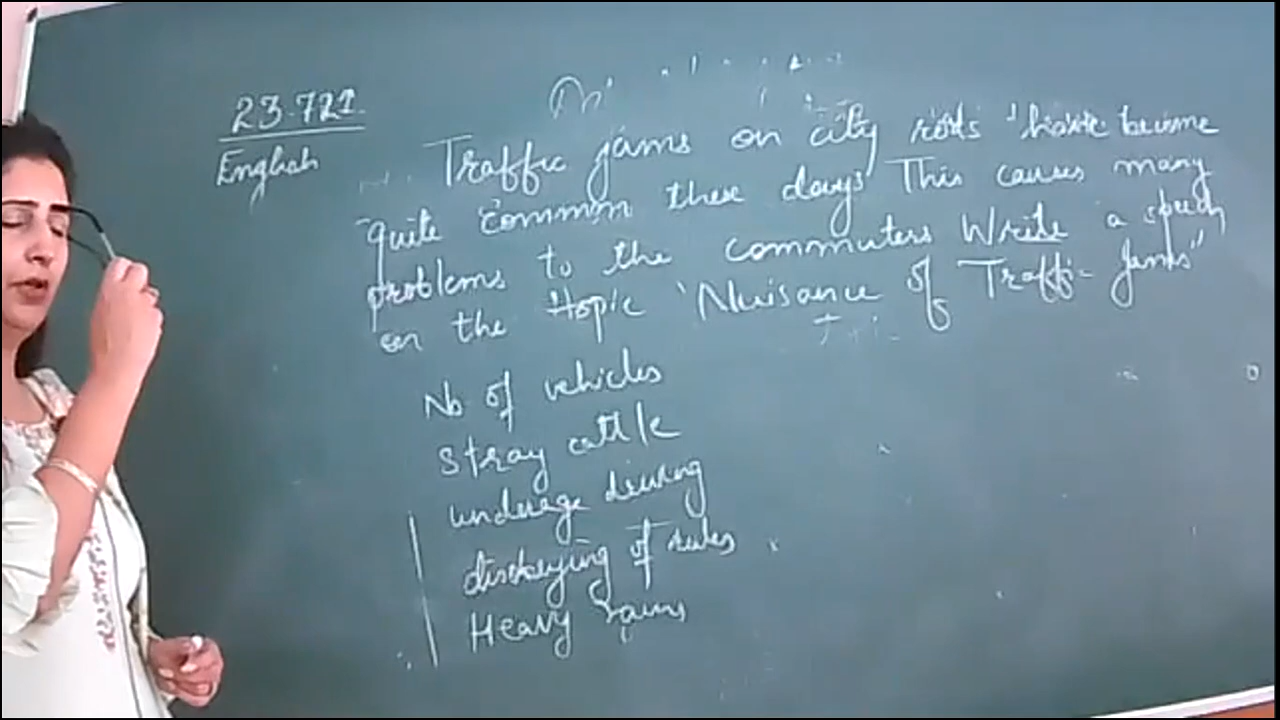 23.7.21.
English
Traffic jams on city roads have become
quite common these days This causes many
problems to the commuters Write a speech
on the topic 'Nuisance of Traffic Jams"
No of vehicles
stray cattle
underage driving
disobeying of rules
Heavy rains